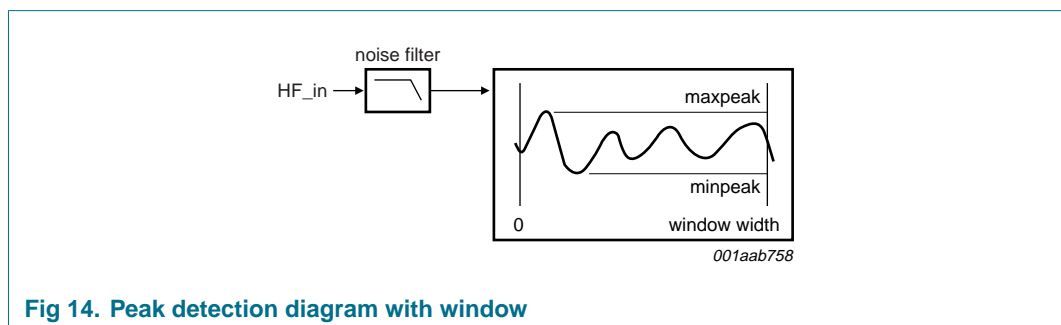 noise filter
HF_in
maxpeak
minpeak
0 window width
001aab758
Fig 14. Peak detection diagram with window